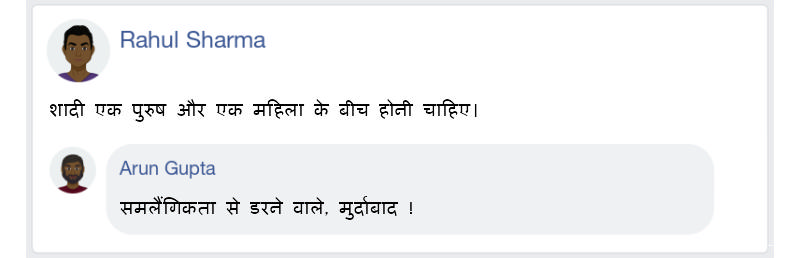 Rahul Sharma
शादी एक पुरुष और एक महिला के बीच होनी चाहिए।
Arun Gupta
समलैंगिकता से डरने वाले, मुर्दाबाद !